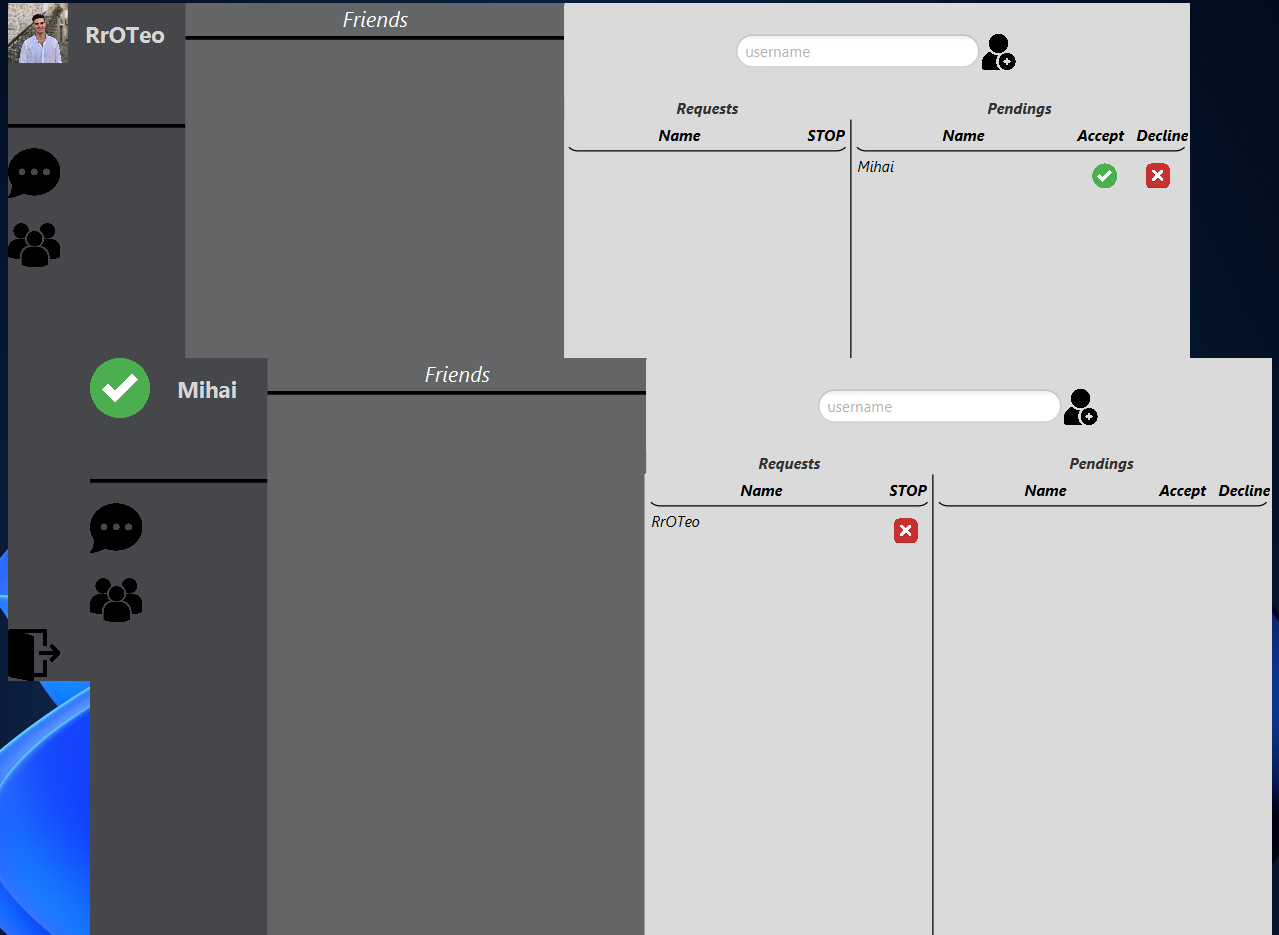 RrOTeo
Friends
username
Requests
Pendings
Name STOP
Name Accept Decline
Mihai
Mihai
Friends
username
Requests
Pendings
Name STOP
Name Accept Decline
RrOTeo